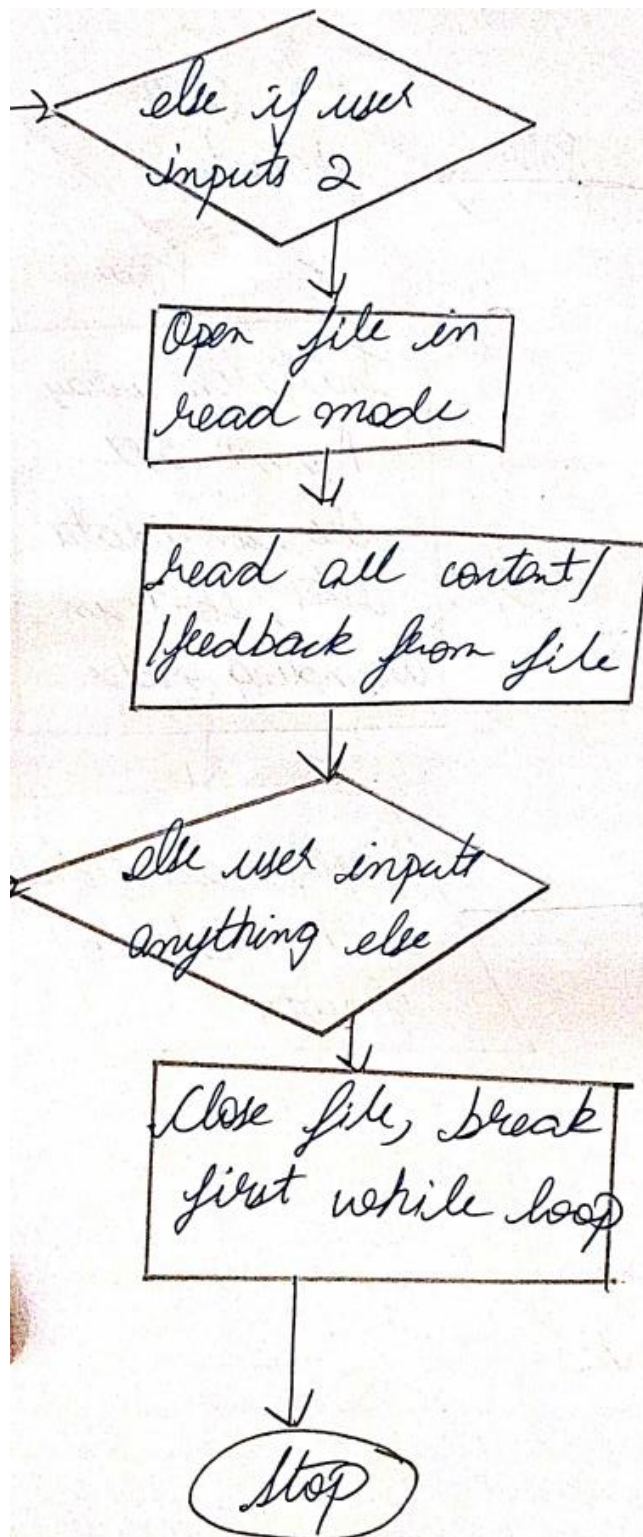 else if user
inputs 2
Open file in
read mode
read all content/
/feedback from file
else user inputs
anything else
Close file, break
first while loop
Stop